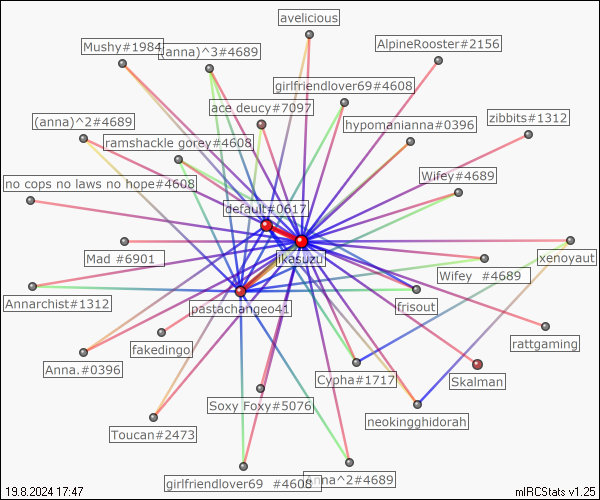 avelicious
Mushy#1984
(anna)^3#4689
AlpineRooster#2156
girlfriendlover69#4608
ace deucy#7097
(anna)^2#4689
hypomanianna#0396
zibbits#1312
ramshackle gorey#4608
no cops no laws no hope#4608
Wifey#4689
default#0617
Mad #6901
ikasuzu
xenoyaut
Wifey  #4689
Annarchist#1312
pastachangeo41
frisout
fakedingo
rattgaming
Anna.#0396
Cypha#1717
Skalman
Soxy Foxy#5076
neokingghidorah
Toucan#2473
girlfriendlover69  #4608
Anna^2#4689
19.8.2024 17:47
mIRCStats v1.25